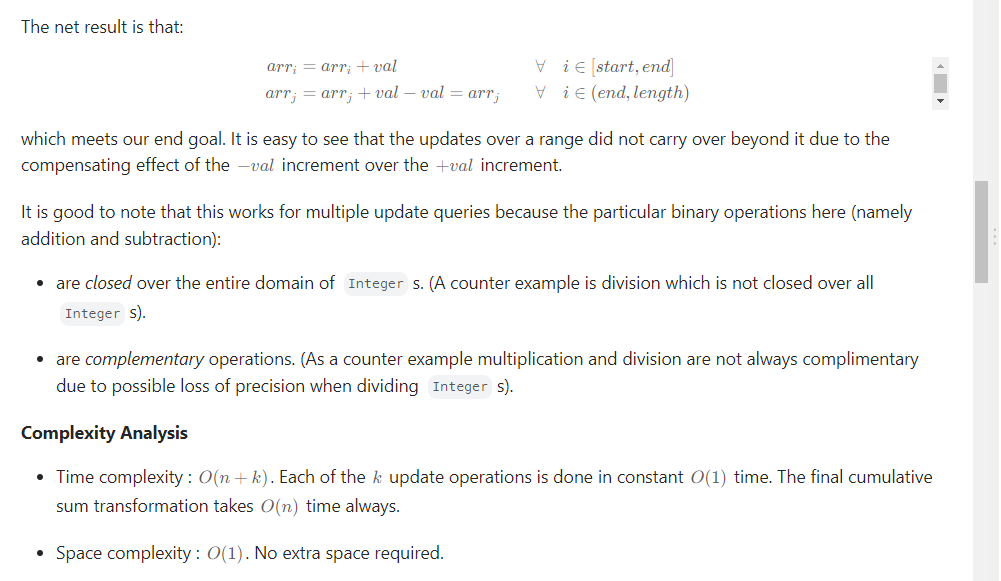 The net result is that:
arrᵢ = arrᵢ + val ∀ i ∈ [start, end]
arrⱼ = arrⱼ + val − val = arrⱼ ∀ i ∈ (end, length)
which meets our end goal. It is easy to see that the updates over a range did not carry over beyond it due to the
compensating effect of the −val increment over the +val increment.
It is good to note that this works for multiple update queries because the particular binary operations here (namely
addition and subtraction):
• are closed over the entire domain of Integer s. (A counter example is division which is not closed over all
Integer s).
• are complementary operations. (As a counter example multiplication and division are not always complimentary
due to possible loss of precision when dividing Integer s).
Complexity Analysis
• Time complexity : O(n + k). Each of the k update operations is done in constant O(1) time. The final cumulative
sum transformation takes O(n) time always.
• Space complexity : O(1). No extra space required.